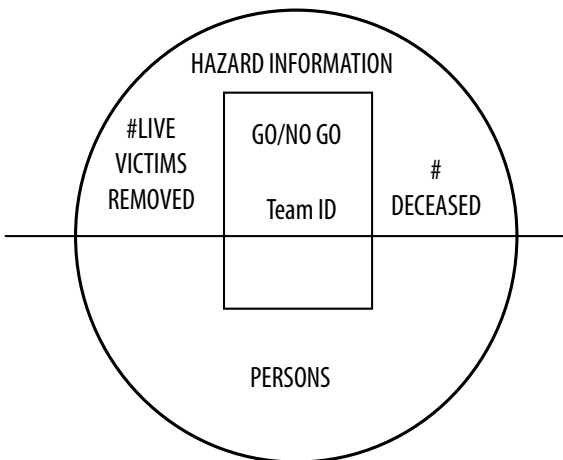 HAZARD INFORMATION
#LIVE
VICTIMS
REMOVED
GO/NO GO
Team ID
#
DECEASED
PERSONS